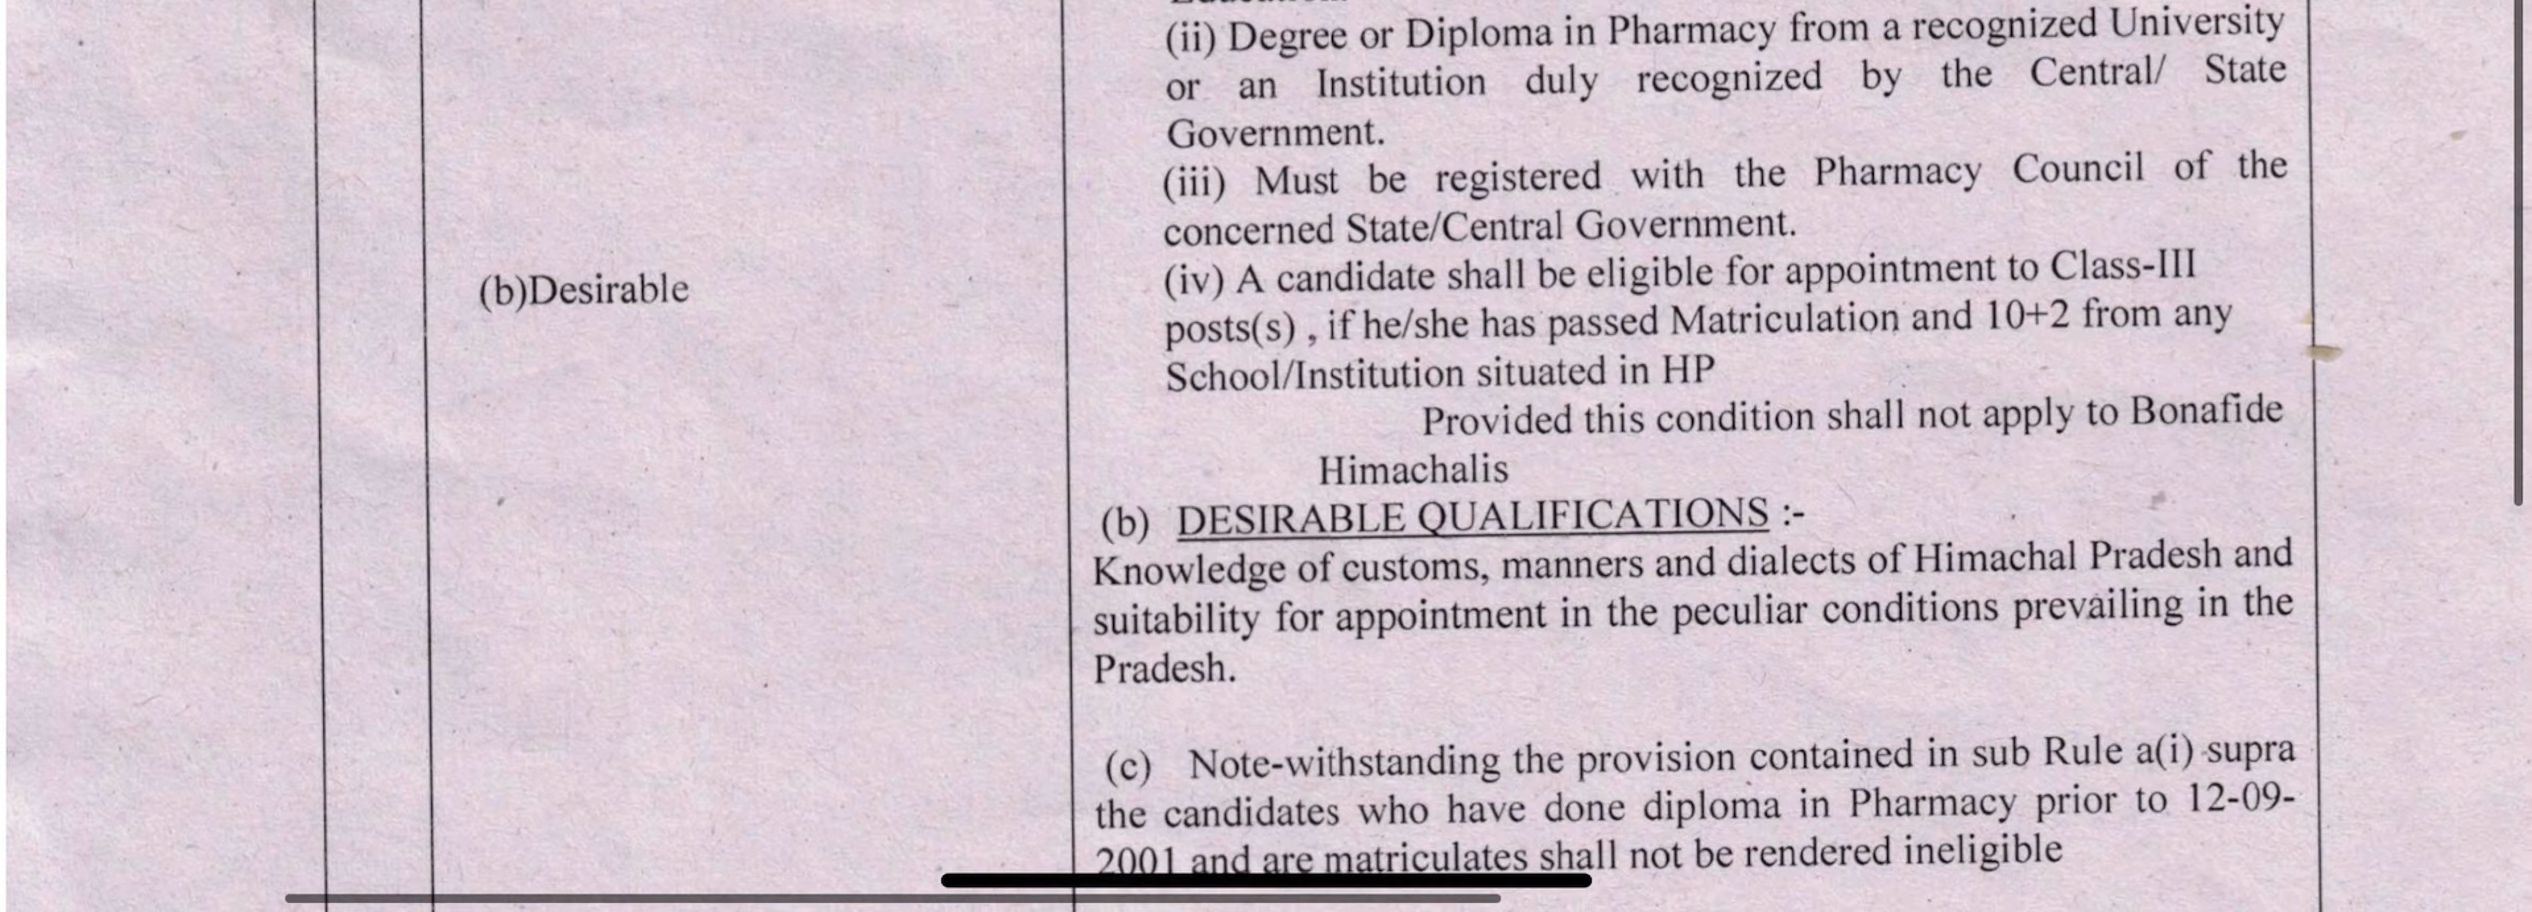 (ii) Degree or Diploma in Pharmacy from a recognized University
or an Institution duly recognized by the Central/ State
Government.
(iii) Must be registered with the Pharmacy Council of the
concerned State/Central Government.
(b)Desirable
(iv) A candidate shall be eligible for appointment to Class-III
posts(s) , if he/she has passed Matriculation and 10+2 from any
School/Institution situated in HP
Provided this condition shall not apply to Bonafide
Himachalis
(b) DESIRABLE QUALIFICATIONS :-
Knowledge of customs, manners and dialects of Himachal Pradesh and
suitability for appointment in the peculiar conditions prevailing in the
Pradesh.
(c) Note-withstanding the provision contained in sub Rule a(i) supra
the candidates who have done diploma in Pharmacy prior to 12-09-
2001 and are matriculates shall not be rendered ineligible